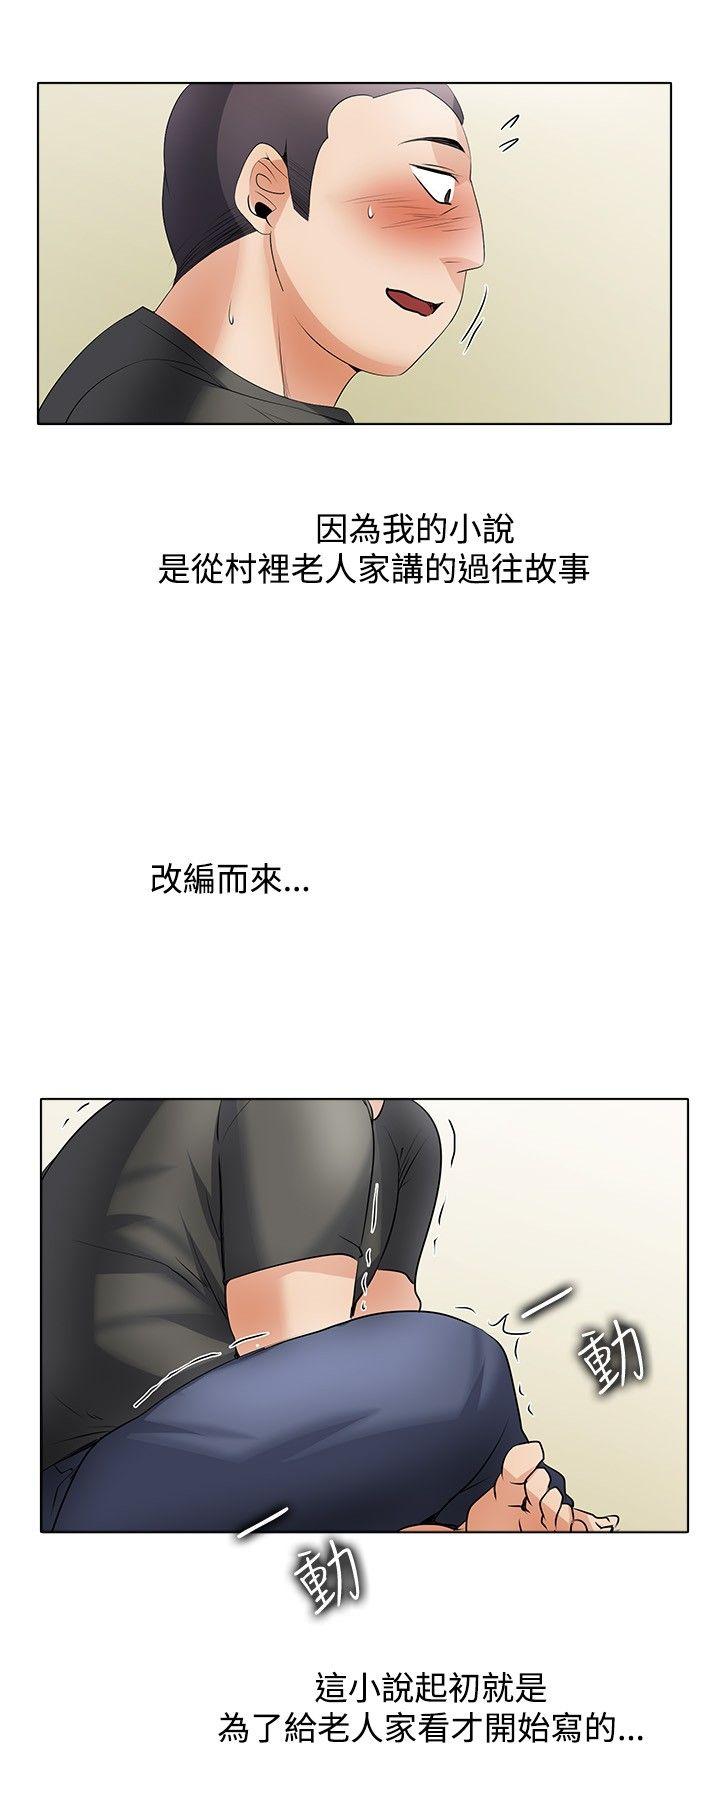 因為我的小說
是從村裡老人家講的過往故事
改編而來...
一動
一動
這小說起初就是
為了給老人家看才開始寫的...